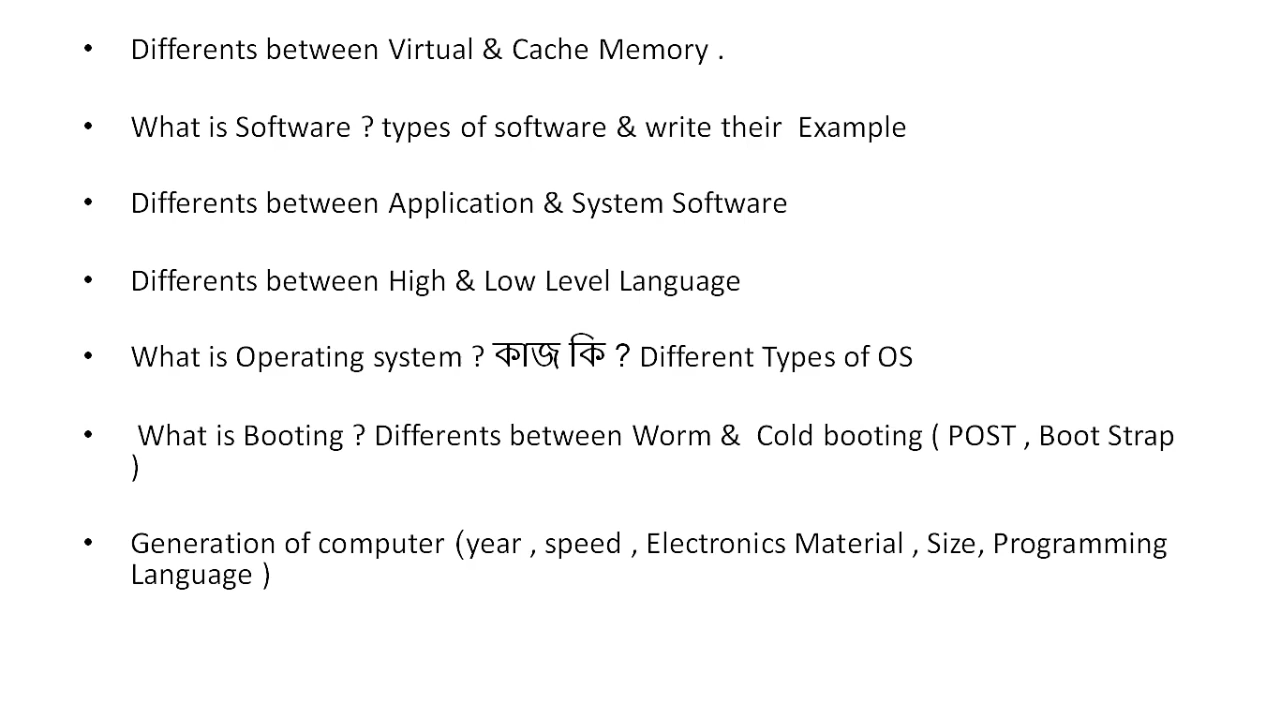 • Differents between Virtual & Cache Memory .
• What is Software ? types of software & write their  Example
• Differents between Application & System Software
• Differents between High & Low Level Language
• What is Operating system ? কাজ কি ? Different Types of OS
•  What is Booting ? Differents between Worm &  Cold booting ( POST , Boot Strap
)
• Generation of computer (year , speed , Electronics Material , Size, Programming
Language )